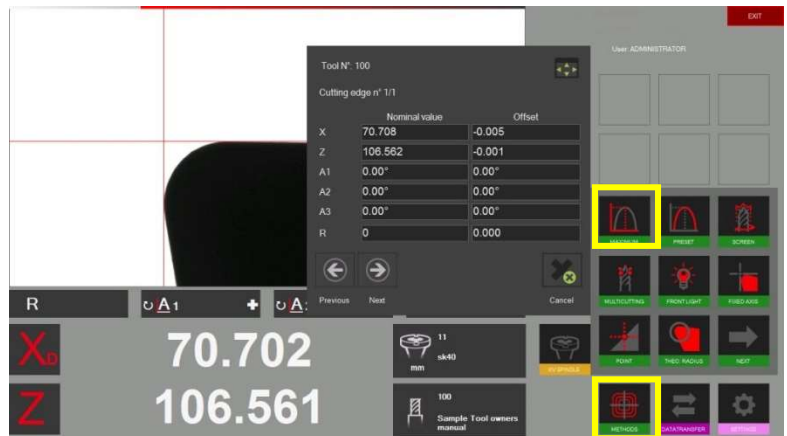 EXIT
User ADMINISTRATOR
Tool N°: 100
Cutting edge n° 1/1
Nominal value Offset
X 70.708 -0.005
Z 106.562 -0.001
A1 0.00° 0.00°
A2 0.00° 0.00°
A3 0.00° 0.00°
R 0 0.000
Previous Next Cancel
MAXIMUM PRESET SCREEN
MULTICUTTING FRONT LIGHT FIXED AXIS
POINT THEO. RADIUS NEXT
METHODS DATATRANSFER SETTINGS
R A1 + A
XD 70.702
Z 106.561
11
sk40
mm
HV SPINDLE
100
Sample Tool owners
manual